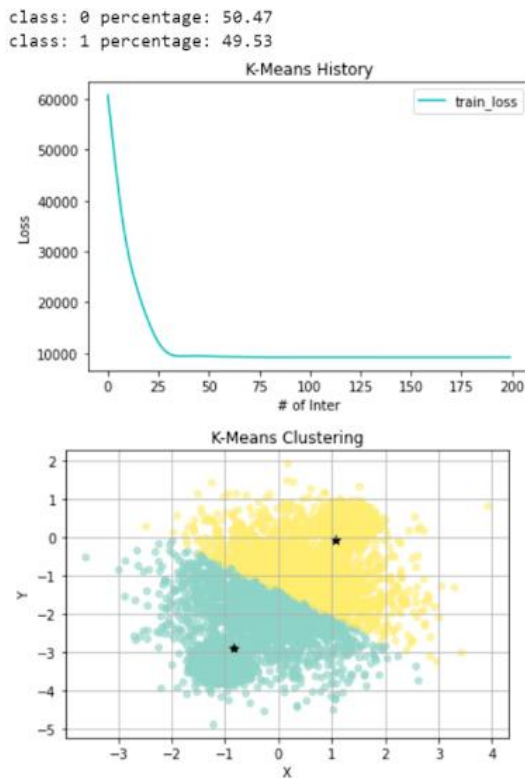 class: 0 percentage: 50.47
class: 1 percentage: 49.53
K-Means History
train_loss
60000
50000
40000
30000
20000
10000
Loss
0 25 50 75 100 125 150 175 200
# of Inter
K-Means Clustering
2
1
0
−1
−2
−3
−4
−5
Y
−3 −2 −1 0 1 2 3 4
X